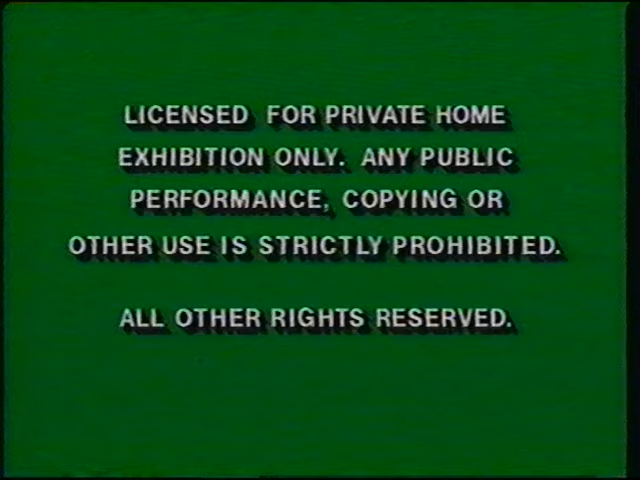 LICENSED FOR PRIVATE HOME
EXHIBITION ONLY. ANY PUBLIC
PERFORMANCE, COPYING OR
OTHER USE IS STRICTLY PROHIBITED.
ALL OTHER RIGHTS RESERVED.